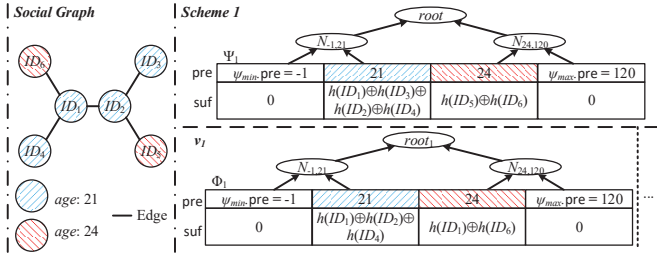 Social Graph
ID₆
ID₃
ID₁
ID₂
ID₄
ID₅
age: 21
Edge
age: 24
Scheme 1
root
N₋₁,₂₁
N₂₄,₁₂₀
Ψ₁
pre
ψmin.pre = -1
21
24
ψmax.pre = 120
suf
0
h(ID₁)⊕h(ID₃)⊕
h(ID₂)⊕h(ID₄)
h(ID₅)⊕h(ID₆)
0
v₁
root₁
N₋₁,₂₁
N₂₄,₁₂₀
Φ₁
pre
ψmin.pre = -1
21
24
ψmax.pre = 120
suf
0
h(ID₁)⊕h(ID₂)⊕
h(ID₄)
h(ID₁)⊕h(ID₆)
0
...